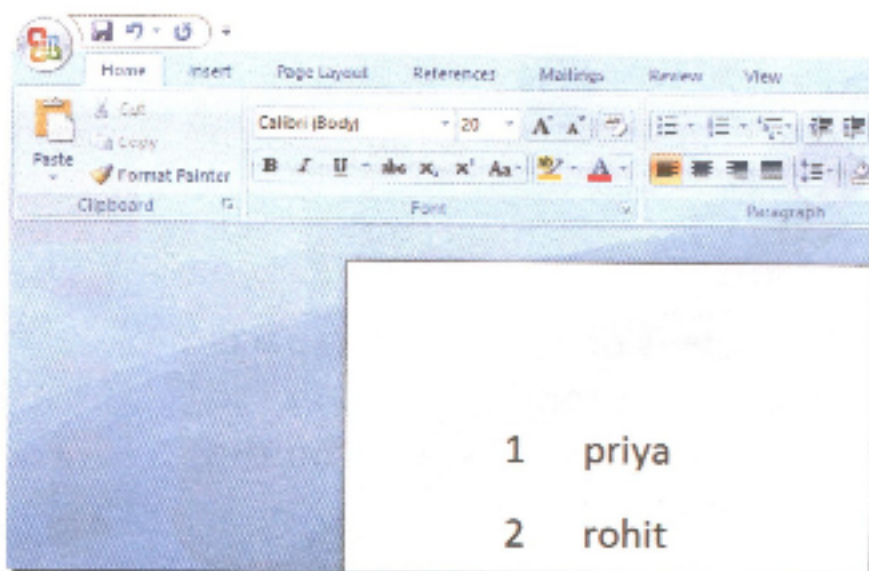 Home Insert Page Layout References Mailings Review View
Cut
Calibri (Body) 20 A A
Copy
Paste
Format Painter
B I U abc x, x' Aa A
Clipboard Font Paragraph
1 priya
2 rohit